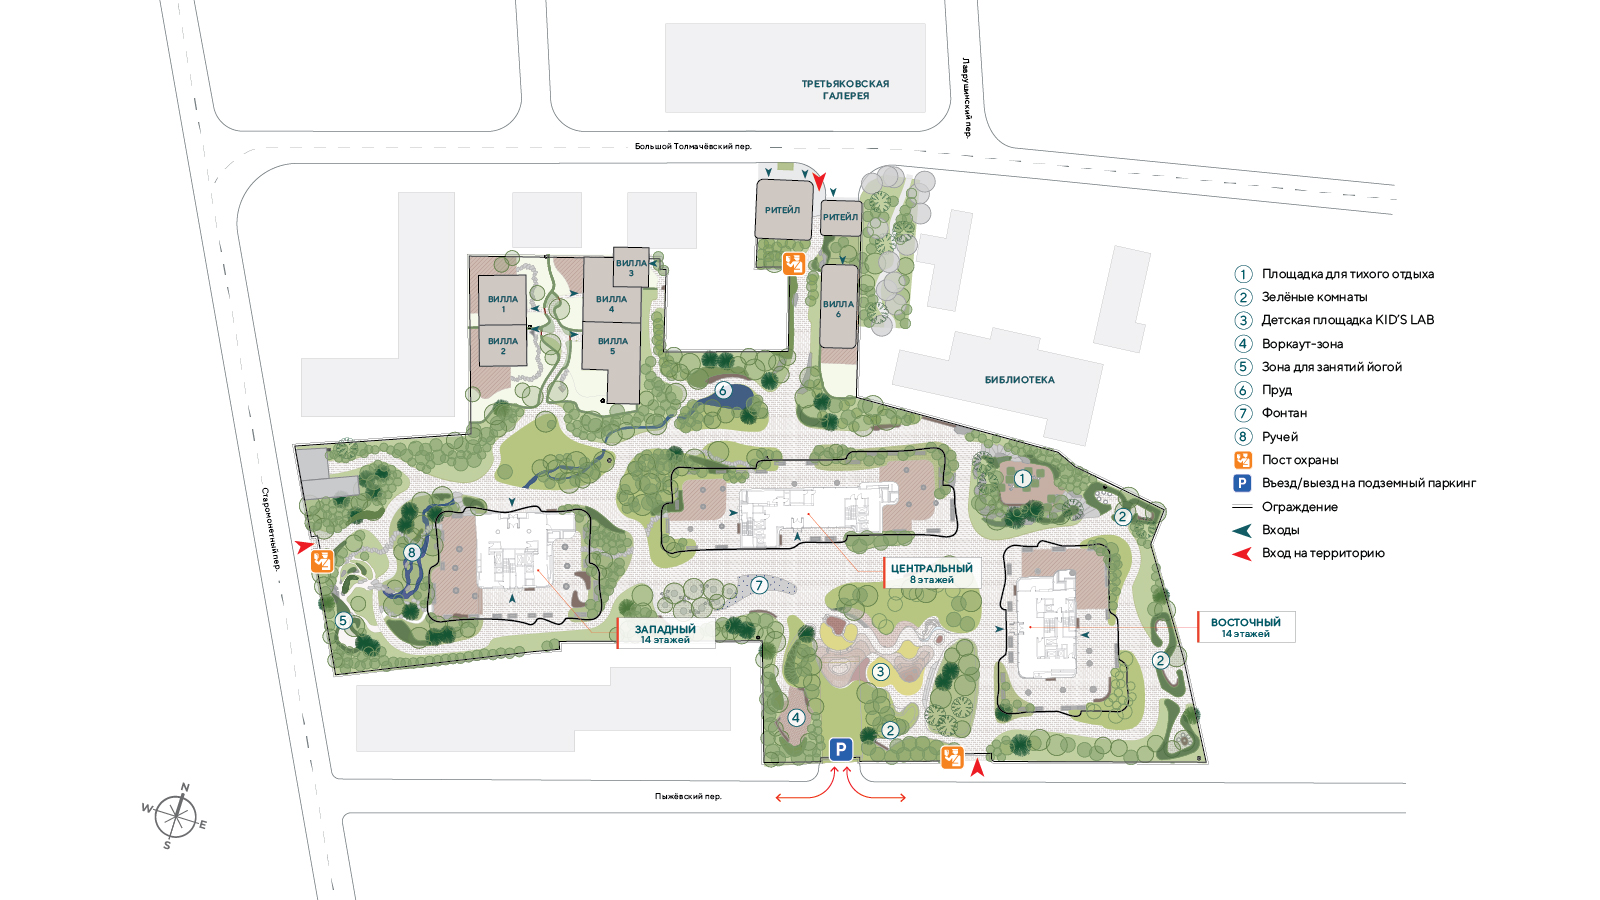 ТРЕТЬЯКОВСКАЯ
ГАЛЕРЕЯ
Лаврушинский пер.
Большой Толмачёвский пер.
РИТЕЙЛ
РИТЕЙЛ
ВИЛЛА
3
ВИЛЛА
1
ВИЛЛА
4
ВИЛЛА
6
ВИЛЛА
2
ВИЛЛА
5
БИБЛИОТЕКА
6
1
2
8
7
5
3
4
2
2
Старомонетный пер.
ЦЕНТРАЛЬНЫЙ
8 этажей
ЗАПАДНЫЙ
14 этажей
ВОСТОЧНЫЙ
14 этажей
P
Пыжёвский пер.
N
W
E
S
1 Площадка для тихого отдыха
2 Зелёные комнаты
3 Детская площадка KID'S LAB
4 Воркаут-зона
5 Зона для занятий йогой
6 Пруд
7 Фонтан
8 Ручей
Пост охраны
P Въезд/выезд на подземный паркинг
Ограждение
Входы
Вход на территорию